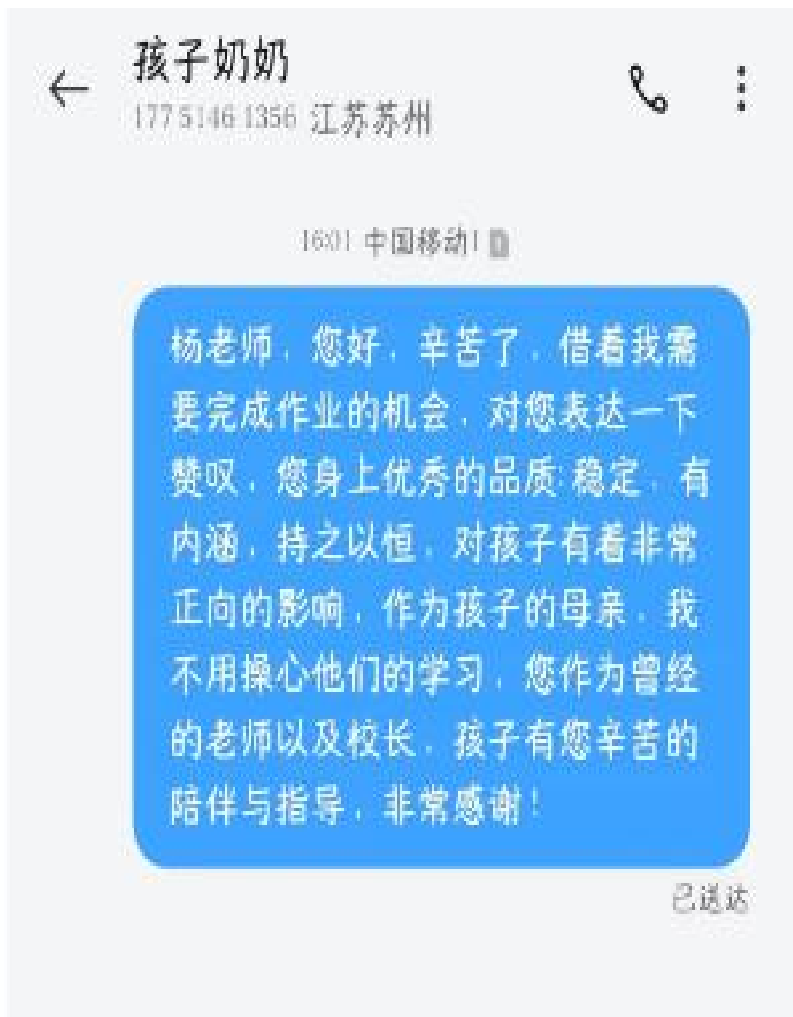 孩子奶奶
177 5146 1356 江苏苏州
16:01 中国移动1
杨老师，您好，辛苦了，借着我需
要完成作业的机会，对您表达一下
赞叹，您身上优秀的品质:稳定，有
内涵，持之以恒，对孩子有着非常
正向的影响，作为孩子的母亲，我
不用操心他们的学习，您作为曾经
的老师以及校长，孩子有您辛苦的
陪伴与指导，非常感谢！
已送达